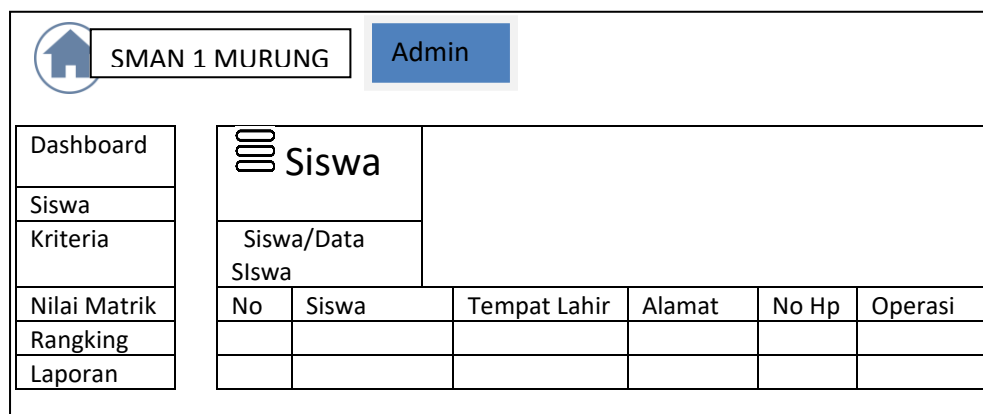 SMAN 1 MURUNG
Admin
Dashboard
Siswa
Kriteria
Nilai Matrik
Rangking
Laporan
Siswa
Siswa/Data
SIswa
No Siswa Tempat Lahir Alamat No Hp Operasi